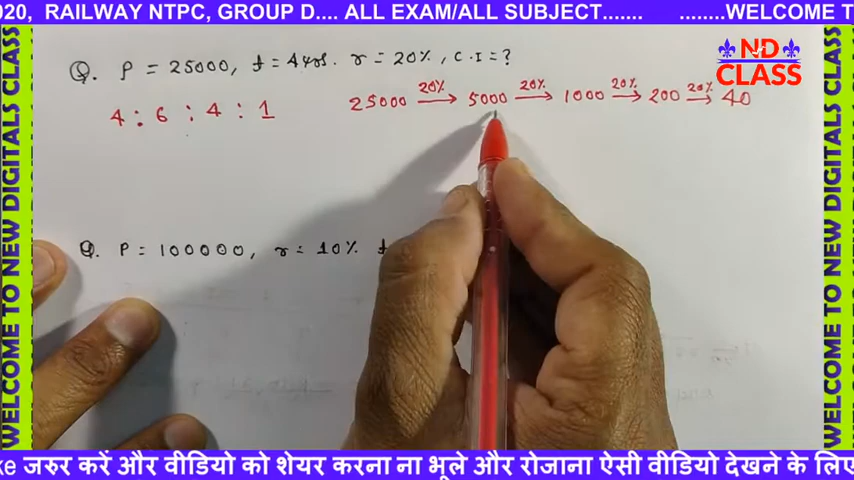 020, RAILWAY NTPC, GROUP D.... ALL EXAM/ALL SUBJECT....... ........WELCOME T
ND
CLASS
Q. P = 25000, t = 4 yrs. r = 20%, C.I = ?
4 : 6 : 4 : 1
25000 20%→ 5000 20%→ 1000 20%→ 200 20%→ 40
Q. P = 100000, r = 10% t
WELCOME TO NEW DIGITALS CLASS
WELCOME TO NEW DIGITALS CLASS
ke जरुर करें और वीडियो को शेयर करना ना भूले और रोजाना ऐसी वीडियो देखने के लिए